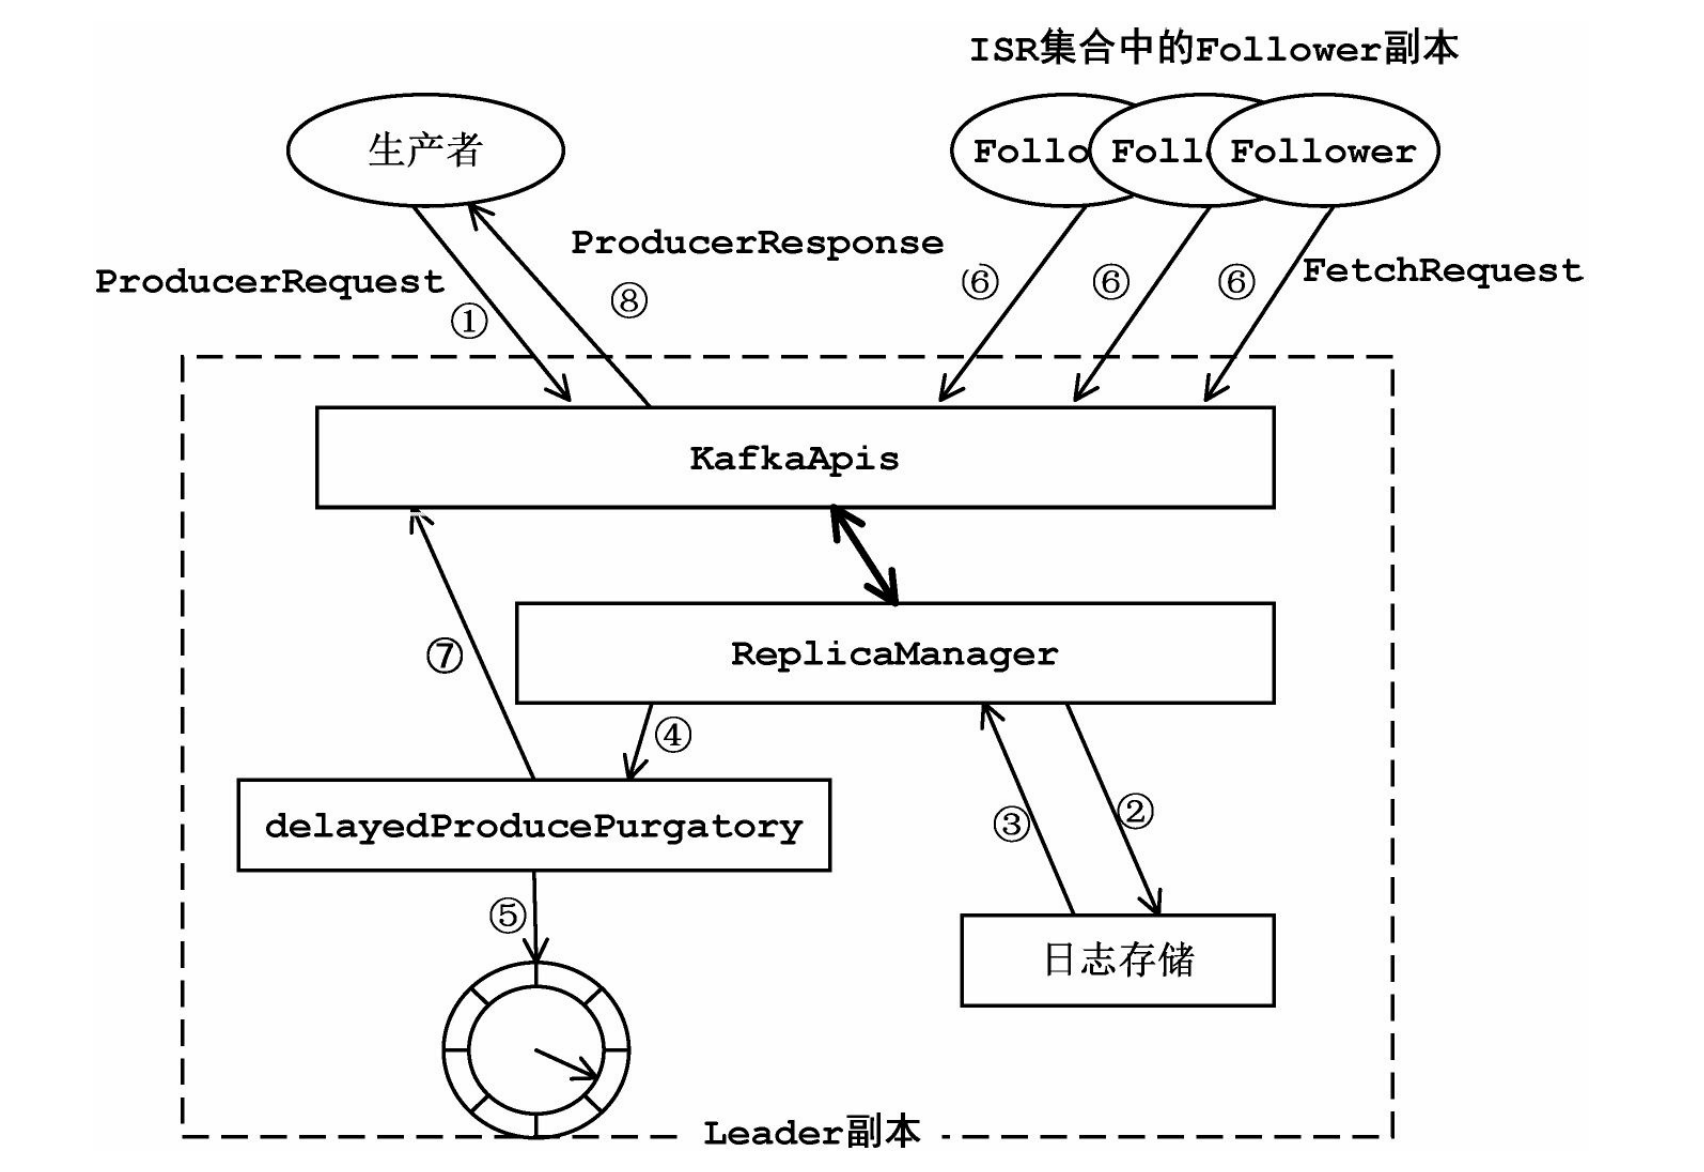 ISR集合中的Follower副本
生产者
Follo
Foll
Follower
ProducerResponse
ProducerRequest
FetchRequest
①
⑧
⑥
⑥
⑥
KafkaApis
⑦
ReplicaManager
④
delayedProducePurgatory
③
②
⑤
日志存储
Leader副本